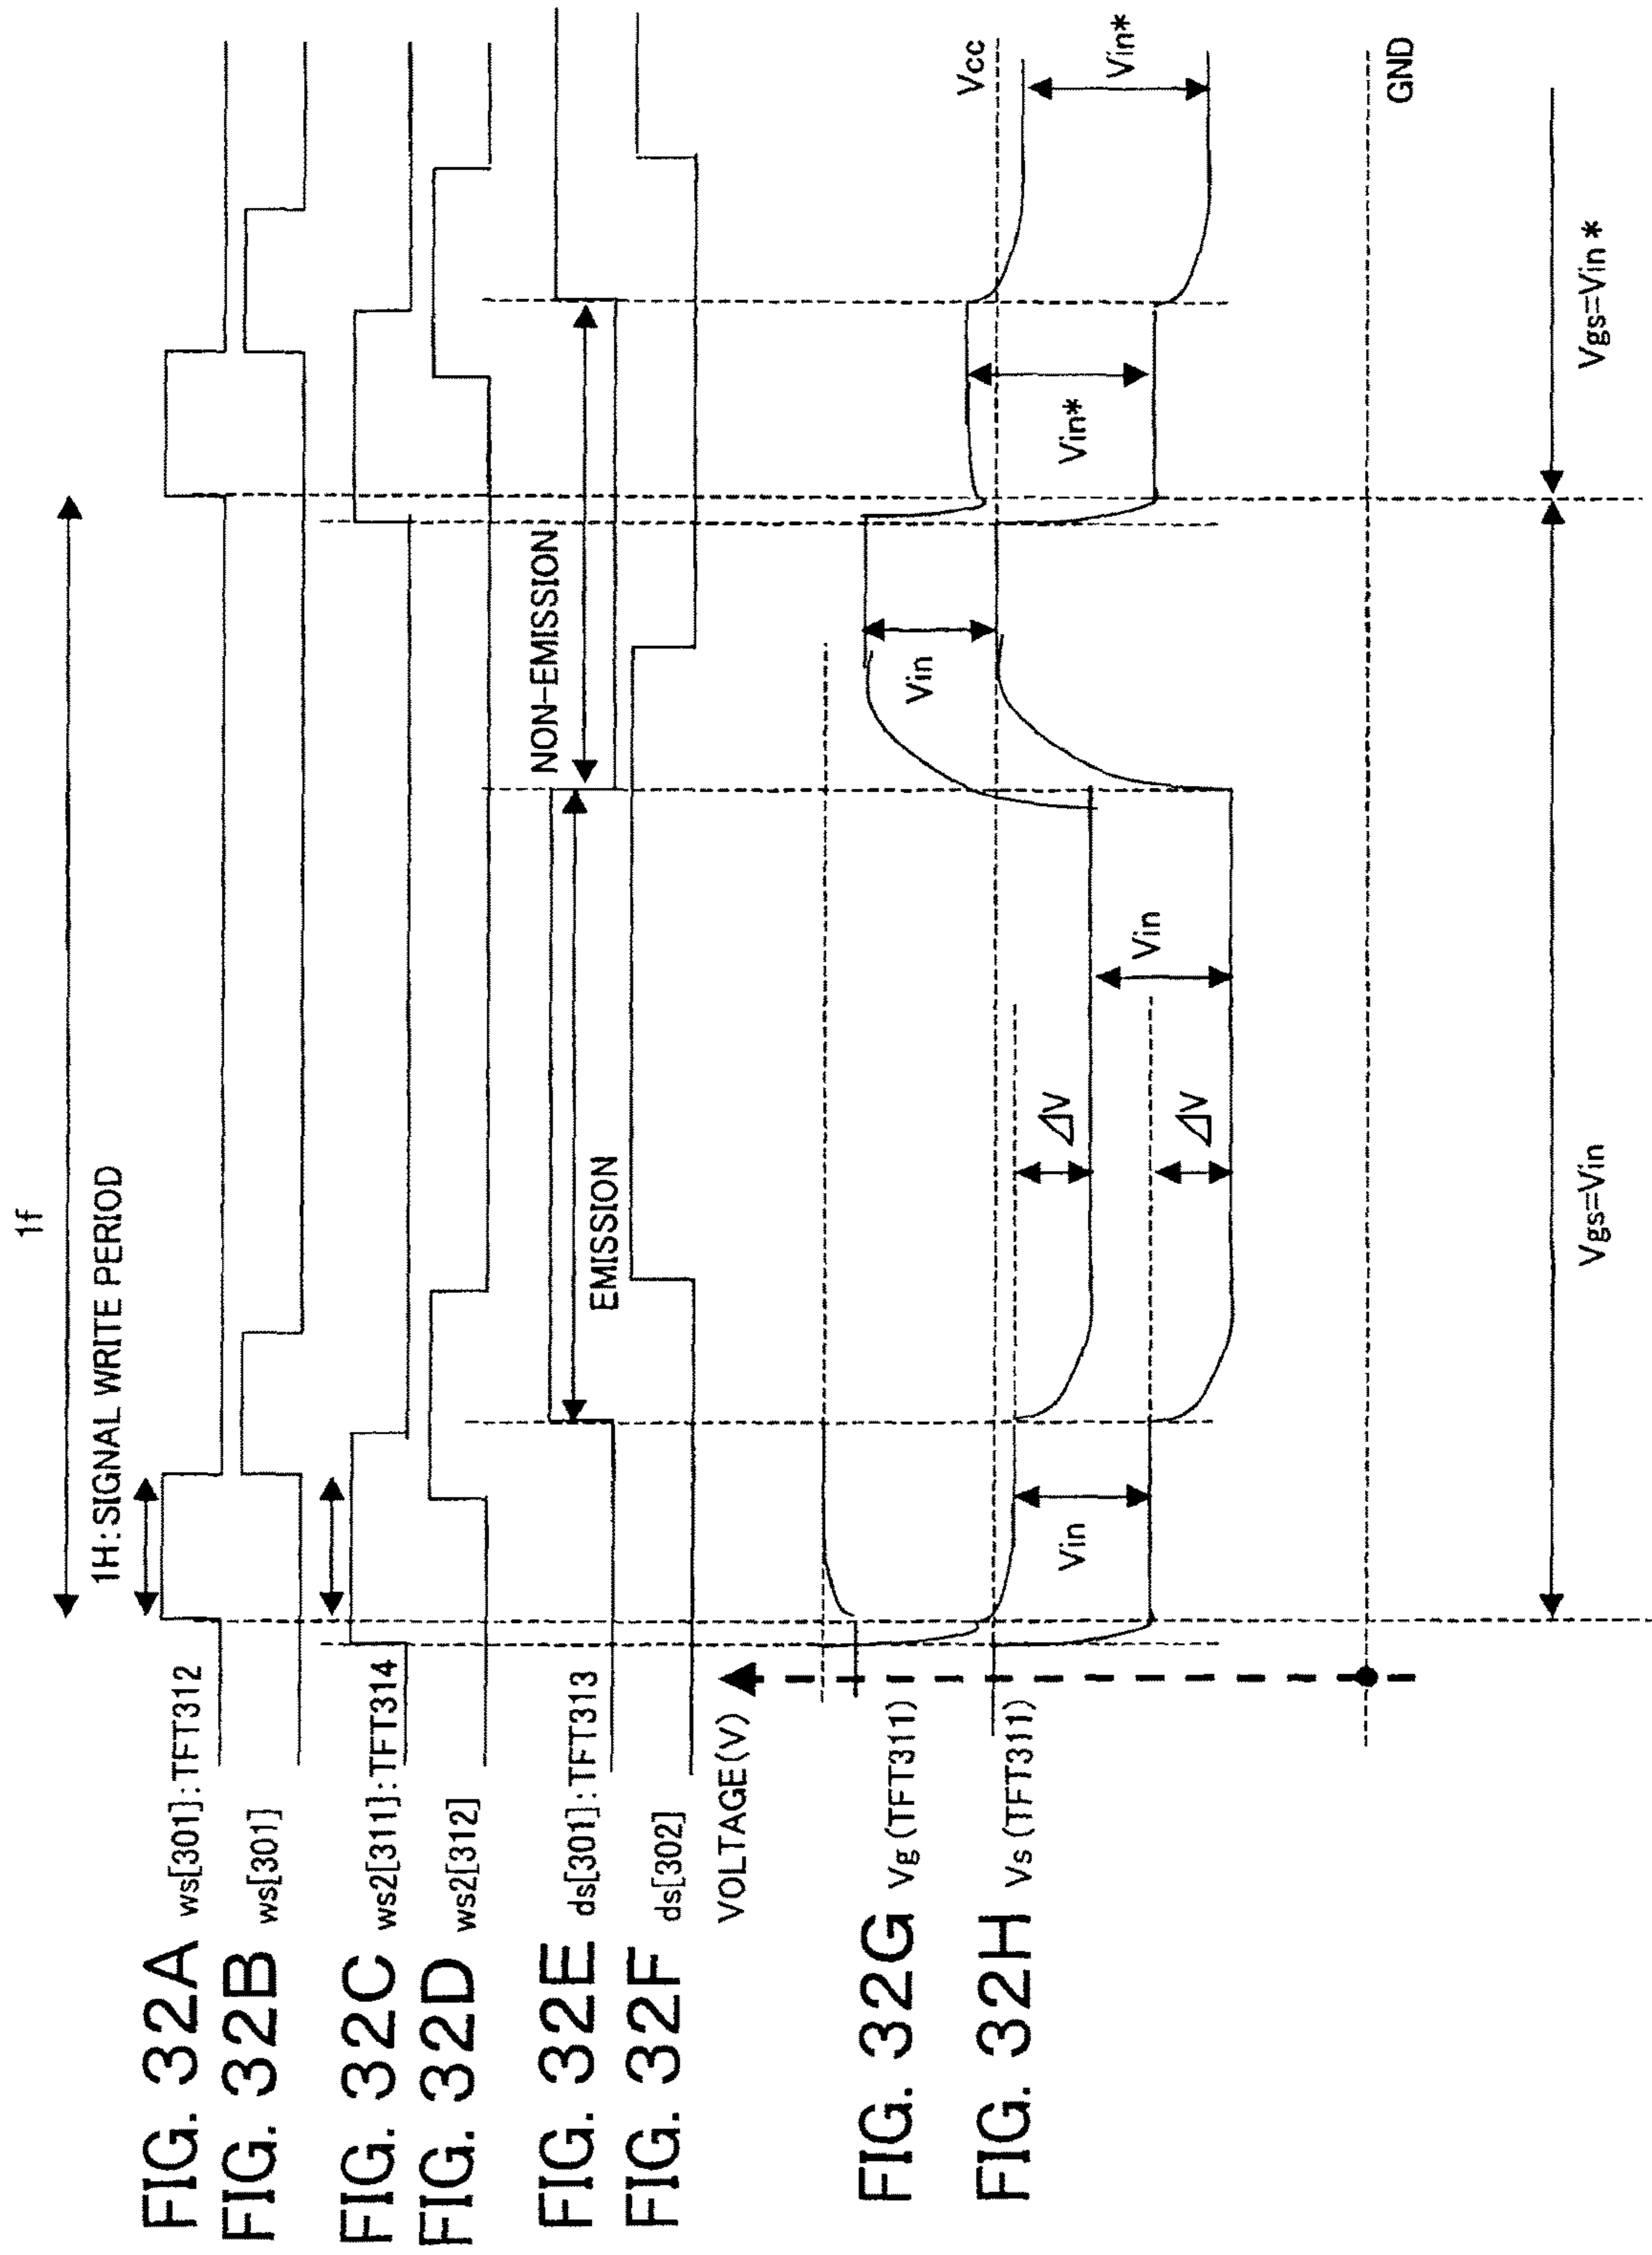 1f
1H:SIGNAL WRITE PERIOD
FIG. 32A ws[301]:TFT312
FIG. 32B ws[301]
FIG. 32C ws2[311]:TFT314
FIG. 32D ws2[312]
NON-EMISSION
EMISSION
FIG. 32E ds[301]:TFT313
FIG. 32F ds[302]
VOLTAGE(V)
FIG. 32G Vg(TFT311)
Vin
Vcc
FIG. 32H Vs(TFT311)
Vin
ΔV
Vin*
Vin*
Vin
ΔV
GND
Vgs=Vin
Vgs=Vin*